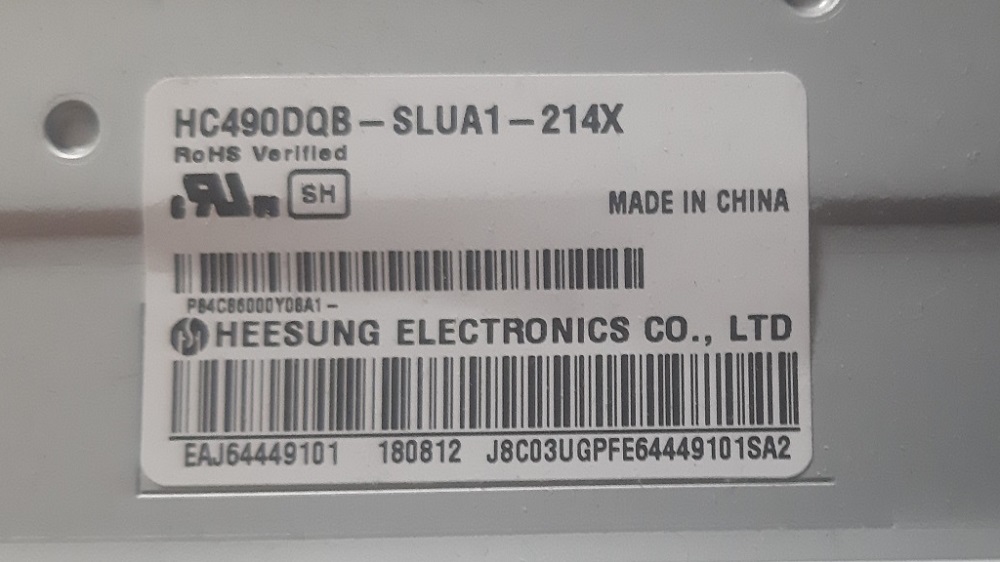 HC490DQB-SLUA1-214X
RoHS Verified
SH
MADE IN CHINA
P84C86000Y08A1-
HEESUNG ELECTRONICS CO., LTD
EAJ64449101 180812 J8C03UGPFE64449101SA2